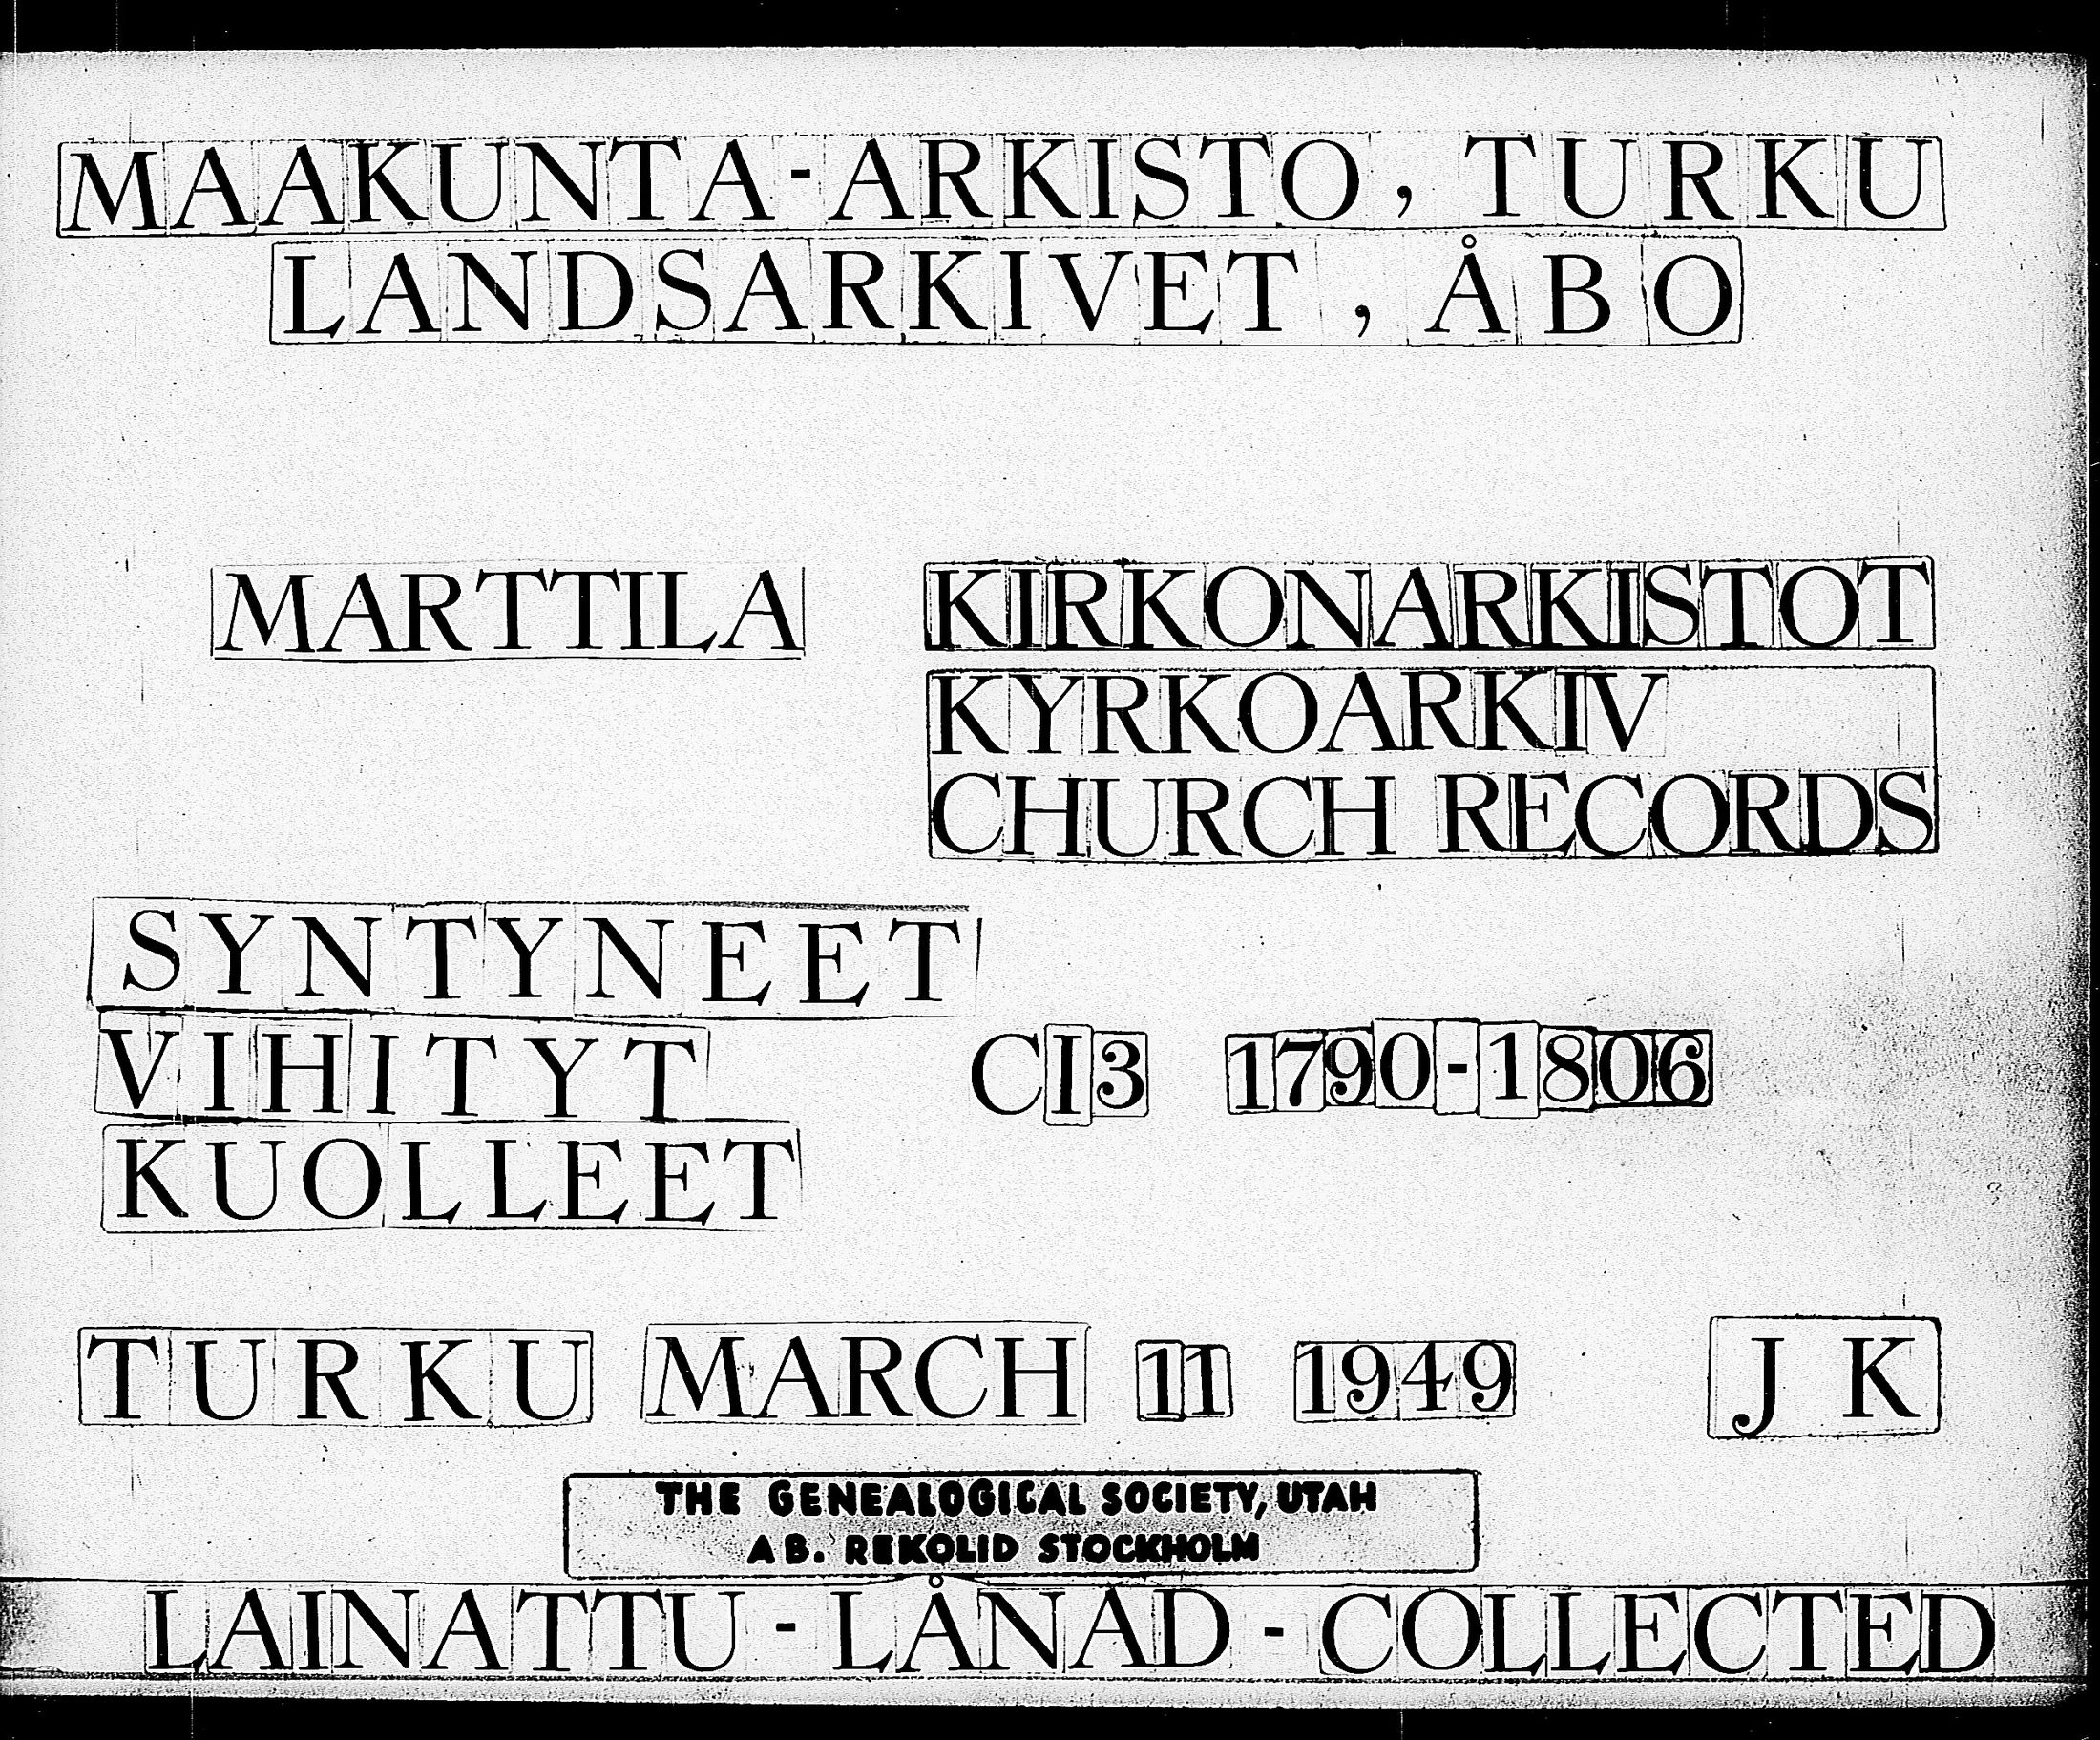 MAAKUNTA-ARKISTO, TURKU
LANDSARKIVET, ÅBO
MARTTILA KIRKONARKISTOT
KYRKOARKIV
CHURCH RECORDS
SYNTYNEET
VIHITYT CI3 1790-1806
KUOLLEET
TURKU MARCH 11 1949 J K
THE GENEALOGICAL SOCIETY, UTAH
AB. REKOLID STOCKHOLM
LAINATTU - LÅNAD - COLLECTED